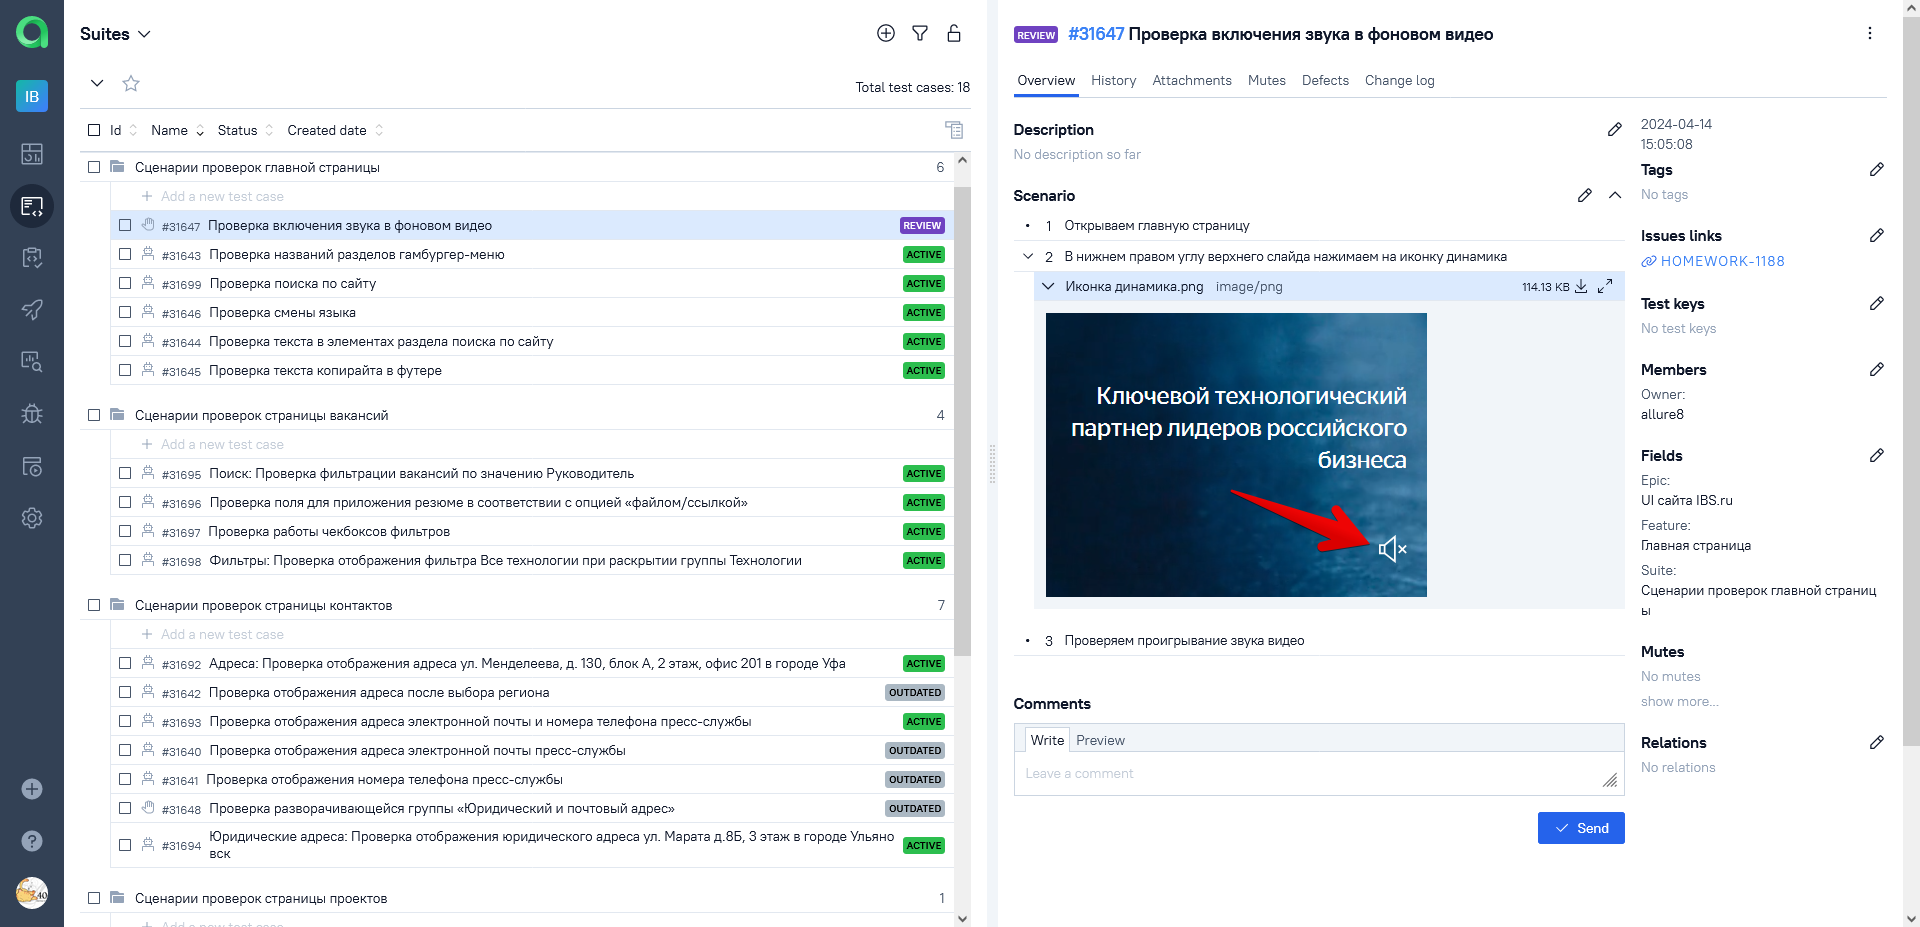 IB
Suites
Total test cases: 18
Id Name Status Created date
Сценарии проверок главной страницы 6
Add a new test case
#31647 Проверка включения звука в фоновом видео REVIEW
#31643 Проверка названий разделов гамбургер-меню ACTIVE
#31699 Проверка поиска по сайту ACTIVE
#31646 Проверка смены языка ACTIVE
#31644 Проверка текста в элементах раздела поиска по сайту ACTIVE
#31645 Проверка текста копирайта в футере ACTIVE
Сценарии проверок страницы вакансий 4
Add a new test case
#31695 Поиск: Проверка фильтрации вакансий по значению Руководитель ACTIVE
#31696 Проверка поля для приложения резюме в соответствии с опцией «файлом/ссылкой» ACTIVE
#31697 Проверка работы чекбоксов фильтров ACTIVE
#31698 Фильтры: Проверка отображения фильтра Все технологии при раскрытии группы Технологии ACTIVE
Сценарии проверок страницы контактов 7
Add a new test case
#31692 Адреса: Проверка отображения адреса ул. Менделеева, д. 130, блок А, 2 этаж, офис 201 в городе Уфа ACTIVE
#31642 Проверка отображения адреса после выбора региона OUTDATED
#31693 Проверка отображения адреса электронной почты и номера телефона пресс-службы ACTIVE
#31640 Проверка отображения адреса электронной почты пресс-службы OUTDATED
#31641 Проверка отображения номера телефона пресс-службы OUTDATED
#31648 Проверка разворачивающейся группы «Юридический и почтовый адрес» OUTDATED
#31694 Юридические адреса: Проверка отображения юридического адреса ул. Марата д.8Б, 3 этаж в городе Ульяно
вск ACTIVE
Сценарии проверок страницы проектов 1
Add a new test case
REVIEW #31647 Проверка включения звука в фоновом видео
Overview History Attachments Mutes Defects Change log
Description
No description so far
Scenario
1 Открываем главную страницу
2 В нижнем правом углу верхнего слайда нажимаем на иконку динамика
Иконка динамика.png image/png 114.13 KB
Ключевой технологический
партнер лидеров российского
бизнеса
3 Проверяем проигрывание звука видео
Comments
Write Preview
Leave a comment
Send
2024-04-14
15:05:08
Tags
No tags
Issues links
HOMEWORK-1188
Test keys
No test keys
Members
Owner:
allure8
Fields
Epic:
UI сайта IBS.ru
Feature:
Главная страница
Suite:
Сценарии проверок главной страниц
ы
Mutes
No mutes
show more...
Relations
No relations
40